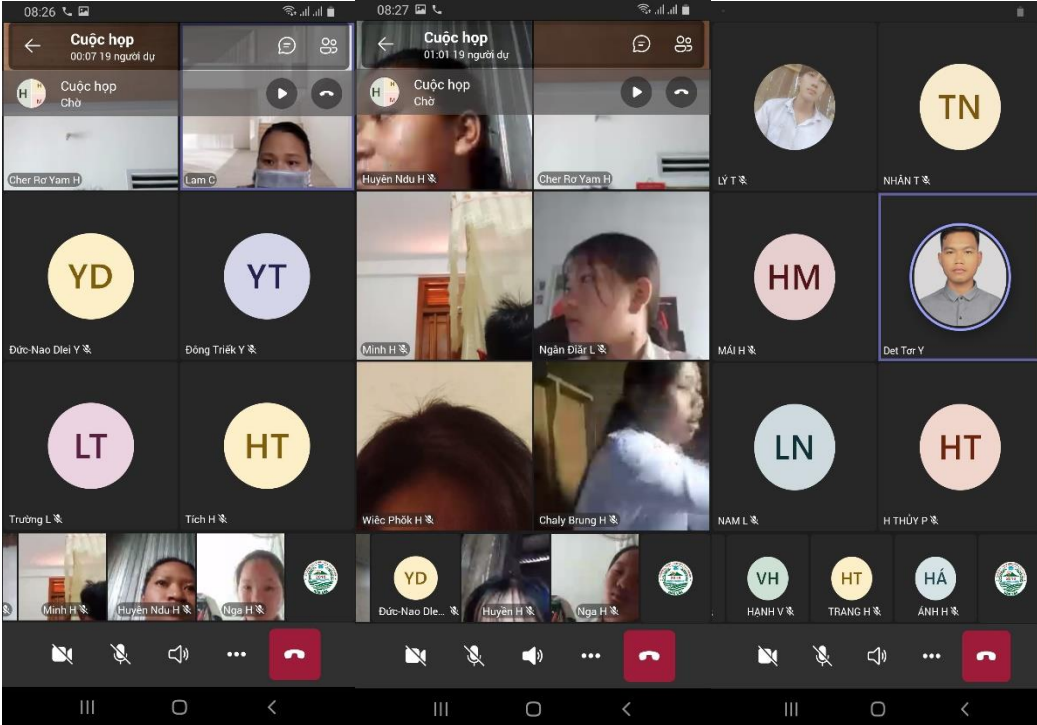 08:26
Cuộc họp
00:07 19 người dự
H
M
Cuộc họp
Chờ
Cher Rơ Yam H
Lam C
YD
YT
Đức-Nao Dlei Y
Đông Triếk Y
LT
HT
Trường L
Tích H
Minh H
Huyên Ndu H
Nga H
08:27
Cuộc họp
01:01 19 người dự
H
M
Cuộc họp
Chờ
Huyên Ndu H
Cher Rơ Yam H
Minh H
Ngân Điăr L
Wiêc Phŏk H
Chaly Brung H
YD
Đức-Nao Dle...
Huyền H
Nga H
TN
LÝ T
NHÂN T
HM
MÁI H
Det Tơr Y
LN
HT
NAM L
H THỦY P
VH
HT
HÁ
HẠNH V
TRANG H
ÁNH H